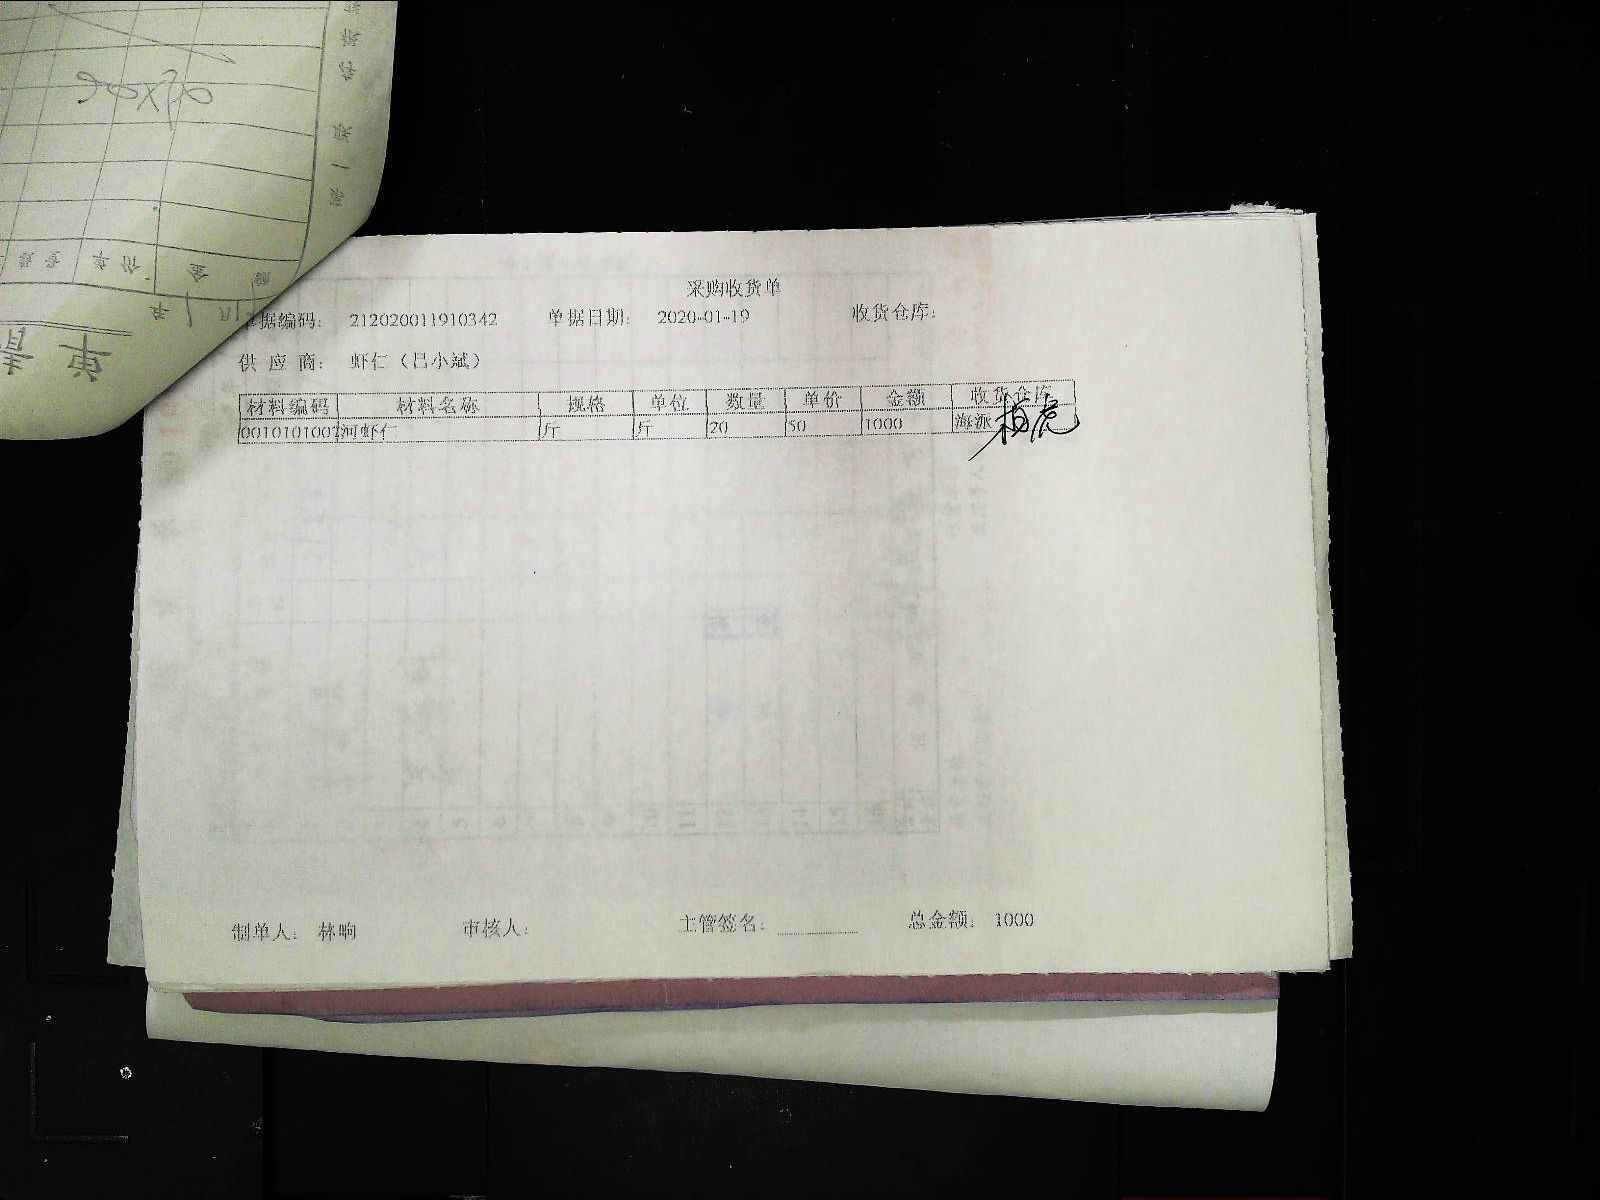 采购收货单
单据编码: 212020011910342 单据日期: 2020-01-19 收货仓库:
供 应 商: 虾仁（吕小斌）
材料编码 材料名称 规格 单位 数量 单价 金额 收货仓库
0010101007 河虾仁 斤 斤 20 50 1000 海派
制单人: 林响 审核人: 主管签名: 总金额: 1000